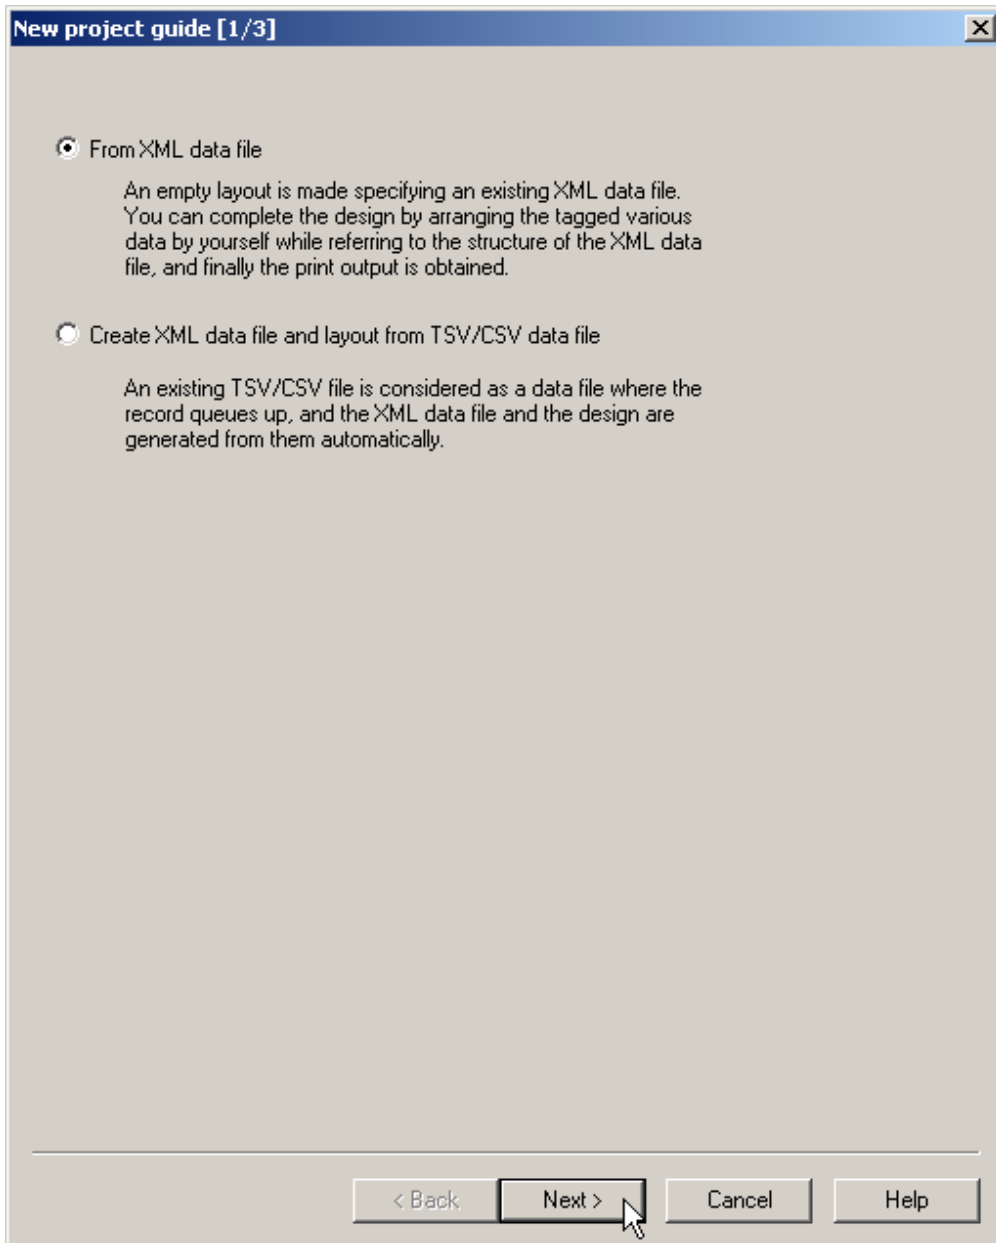 New project guide [1/3]
From XML data file
An empty layout is made specifying an existing XML data file.
You can complete the design by arranging the tagged various
data by yourself while referring to the structure of the XML data
file, and finally the print output is obtained.
Create XML data file and layout from TSV/CSV data file
An existing TSV/CSV file is considered as a data file where the
record queues up, and the XML data file and the design are
generated from them automatically.
< Back Next > Cancel Help